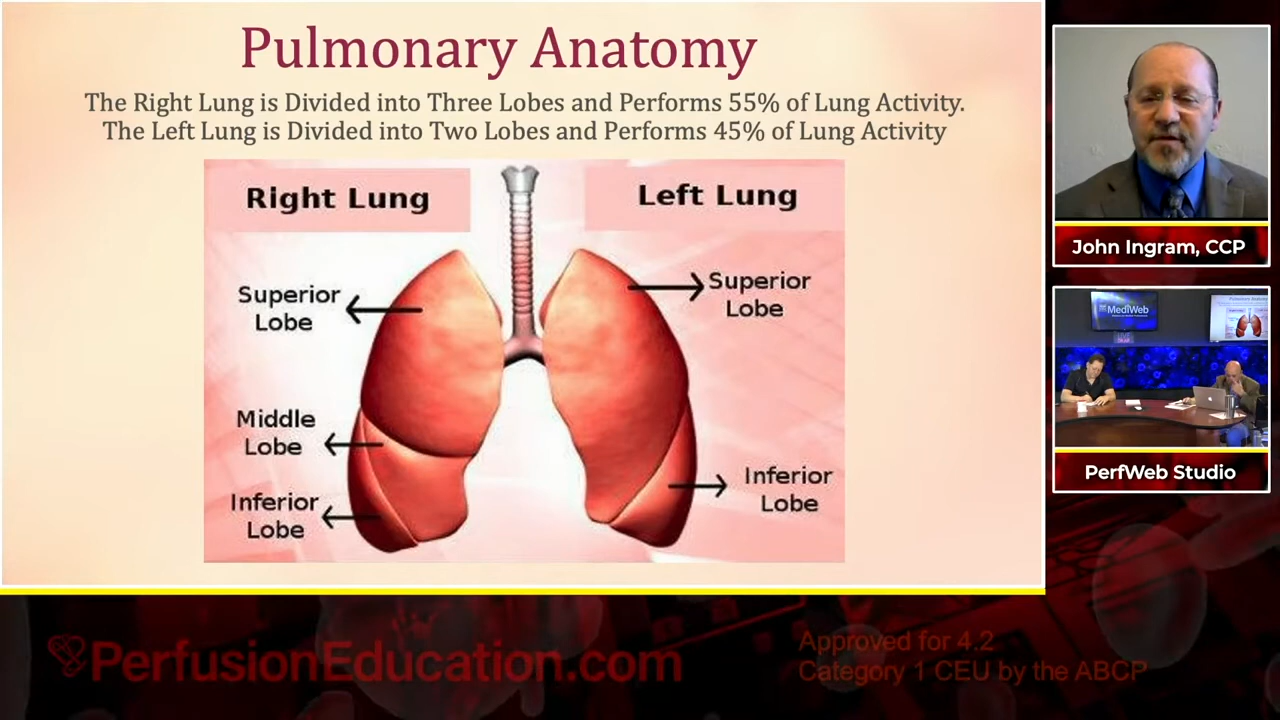 Pulmonary Anatomy
The Right Lung is Divided into Three Lobes and Performs 55% of Lung Activity.
The Left Lung is Divided into Two Lobes and Performs 45% of Lung Activity
Right Lung
Left Lung
Superior
Lobe
Superior
Lobe
Middle
Lobe
Inferior
Lobe
Inferior
Lobe
John Ingram, CCP
MediWeb
PerfWeb Studio
PerfusionEducation.com
Approved for 4.2
Category 1 CEU by the ABCP